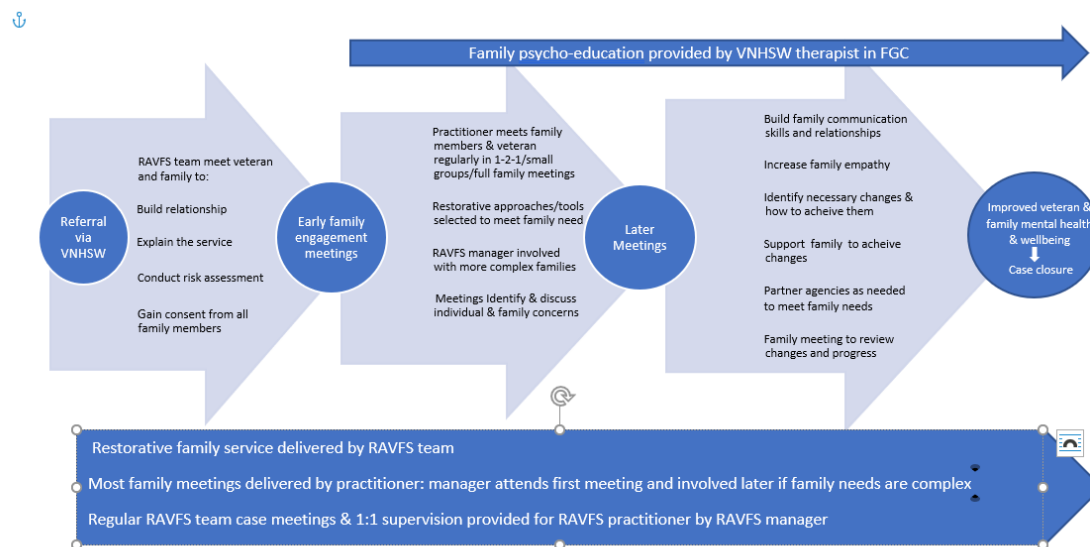 Family psycho-education provided by VNHSW therapist in FGC
Referral
via
VNHSW
RAVFS team meet veteran
and family to:
Build relationship
Explain the service
Conduct risk assessment
Gain consent from all
family members
Early family
engagement
meetings
Practitioner meets family
members & veteran
regularly in 1-2-1/small
groups/full family meetings
Restorative approaches/tools
selected to meet family need
RAVFS manager involved
with more complex families
Meetings Identify & discuss
individual & family concerns
Later
Meetings
Build family communication
skills and relationships
Increase family empathy
Identify necessary changes &
how to acheive them
Support family to acheive
changes
Partner agencies as needed
to meet family needs
Family meeting to review
changes and progress
Improved veteran &
family mental health
& wellbeing
Case closure
Restorative family service delivered by RAVFS team
Most family meetings delivered by practitioner: manager attends first meeting and involved later if family needs are complex
Regular RAVFS team case meetings & 1:1 supervision provided for RAVFS practitioner by RAVFS manager